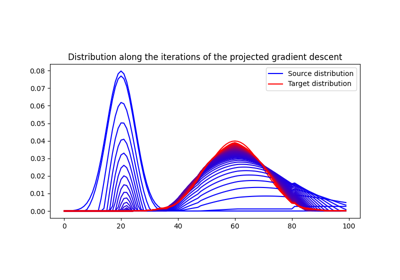 Distribution along the iterations of the projected gradient descent
0.08
0.07
0.06
0.05
0.04
0.03
0.02
0.01
0.00
Source distribution
Target distribution
0 20 40 60 80 100